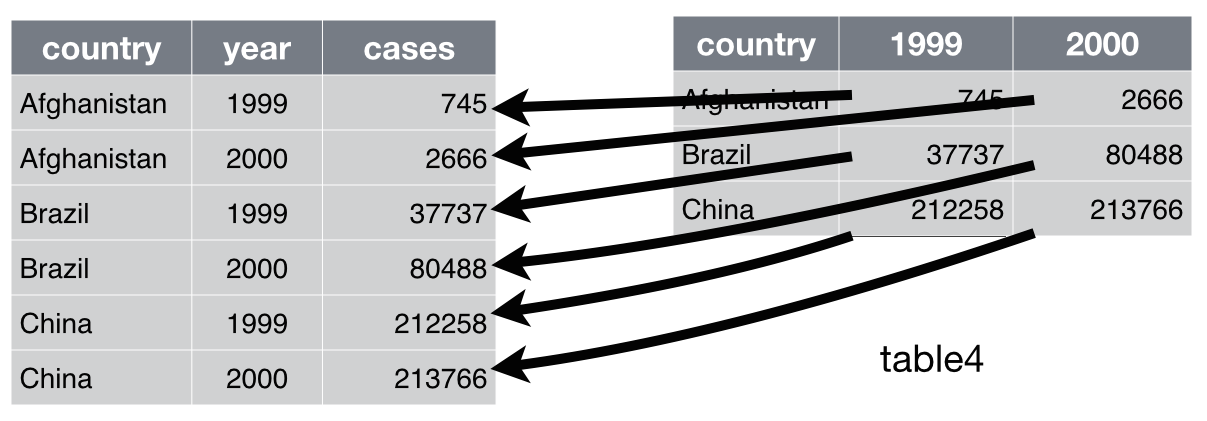 country year cases
Afghanistan 1999 745
Afghanistan 2000 2666
Brazil 1999 37737
Brazil 2000 80488
China 1999 212258
China 2000 213766
country 1999 2000
Afghanistan 745 2666
Brazil 37737 80488
China 212258 213766
table4